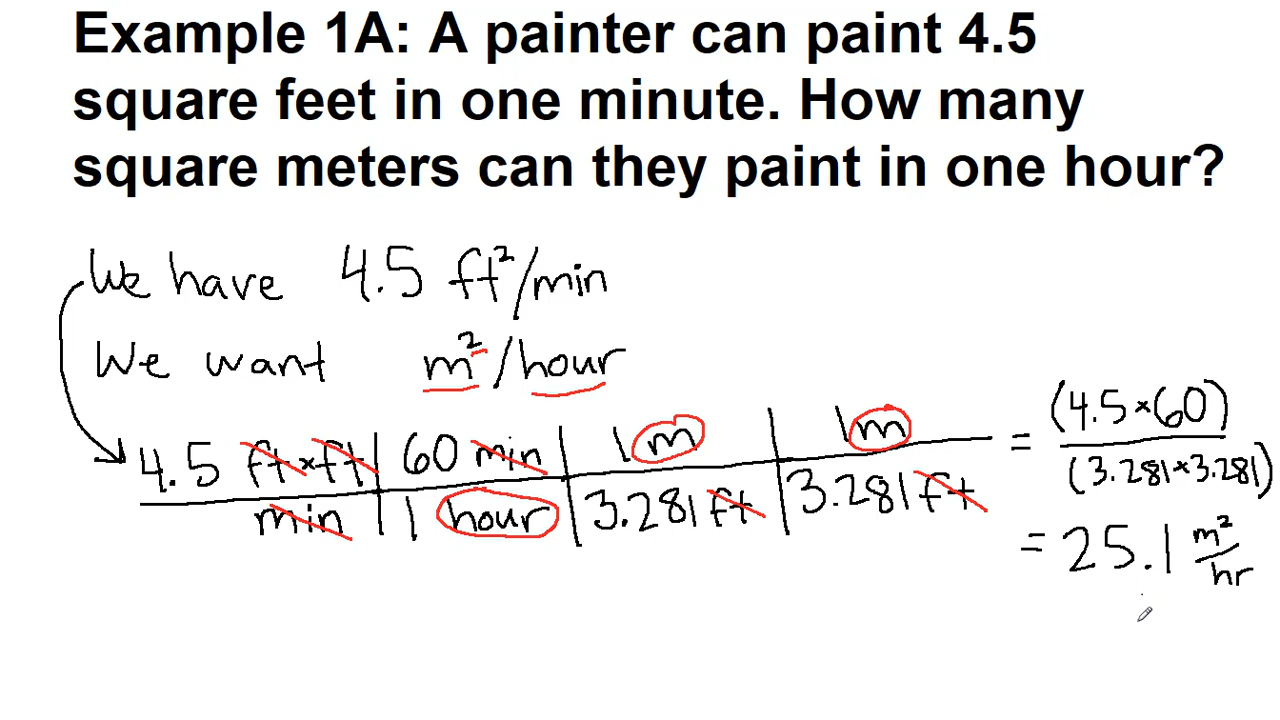 Example 1A: A painter can paint 4.5
square feet in one minute. How many
square meters can they paint in one hour?
We have 4.5 ft²/min
We want m²/hour
4.5 ft×ft | 60 min | 1 m | 1 m = (4.5×60)
min | 1 hour | 3.281 ft | 3.281 ft (3.281×3.281)
= 25.1 m²/hr